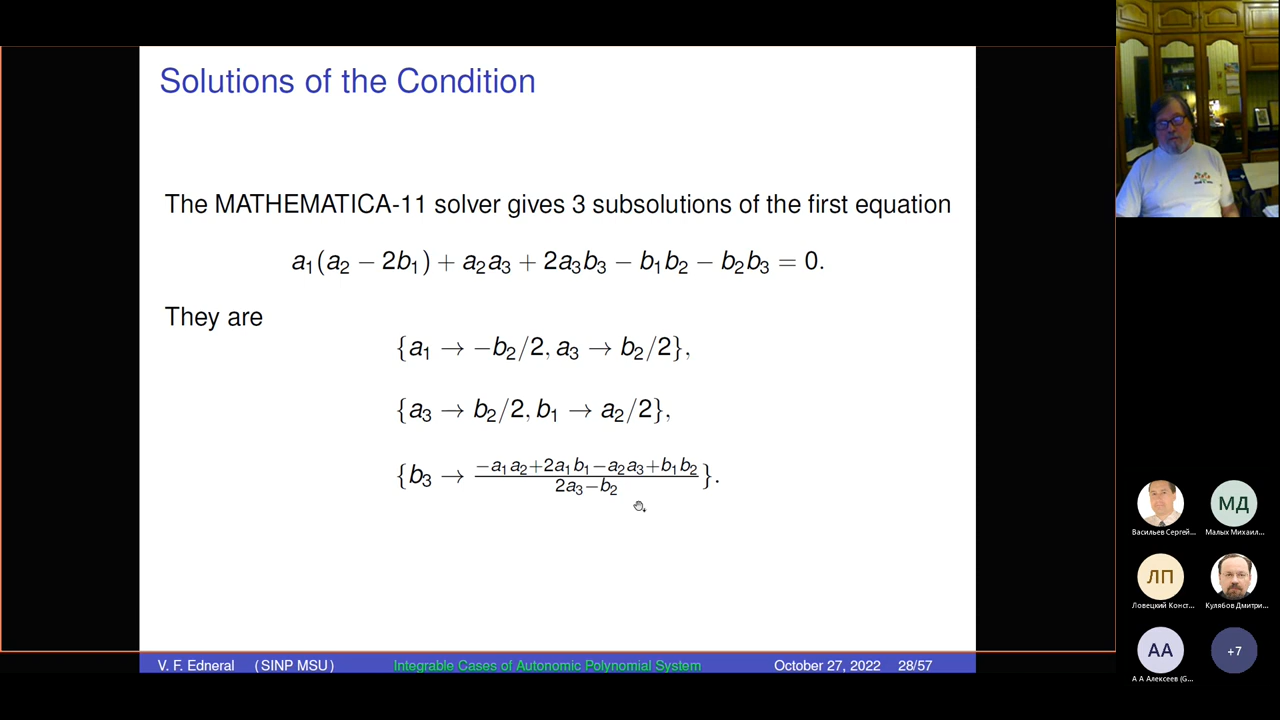 Solutions of the Condition
The MATHEMATICA-11 solver gives 3 subsolutions of the first equation
a₁(a₂ − 2b₁) + a₂a₃ + 2a₃b₃ − b₁b₂ − b₂b₃ = 0.
They are
{a₁ → −b₂/2, a₃ → b₂/2},
{a₃ → b₂/2, b₁ → a₂/2},
{b₃ → (−a₁a₂+2a₁b₁−a₂a₃+b₁b₂)/(2a₃−b₂)}.
V. F. Edneral (SINP MSU) Integrable Cases of Autonomic Polynomial System October 27, 2022 28/57
МД
Васильев Сергей... Малых Михаил...
ЛП
Ловецкий Конст... Кулябов Дмитри...
АА +7
А А Алексеев (G...